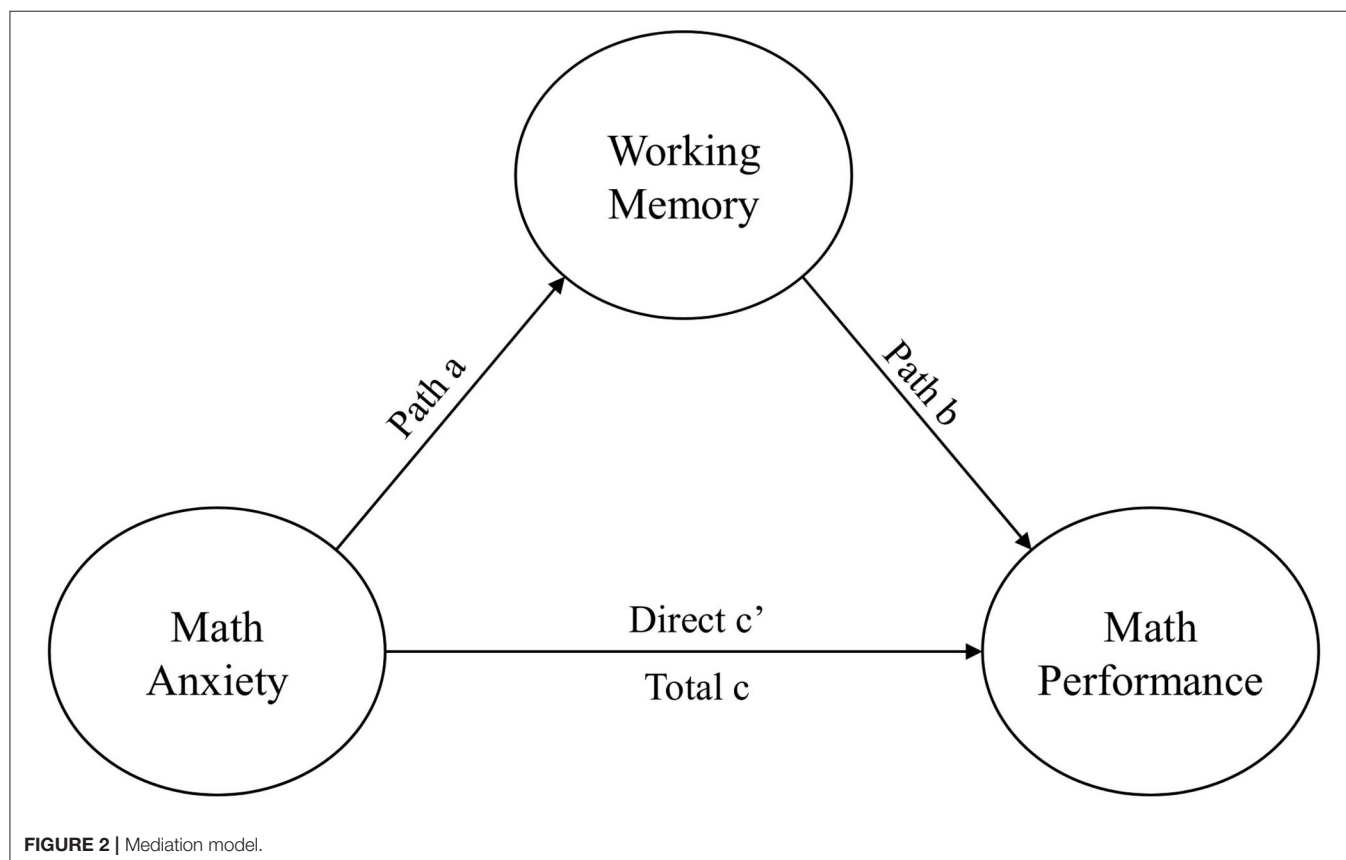 Working
Memory
Path a
Path b
Math
Anxiety
Direct c’
Total c
Math
Performance
FIGURE 2 | Mediation model.